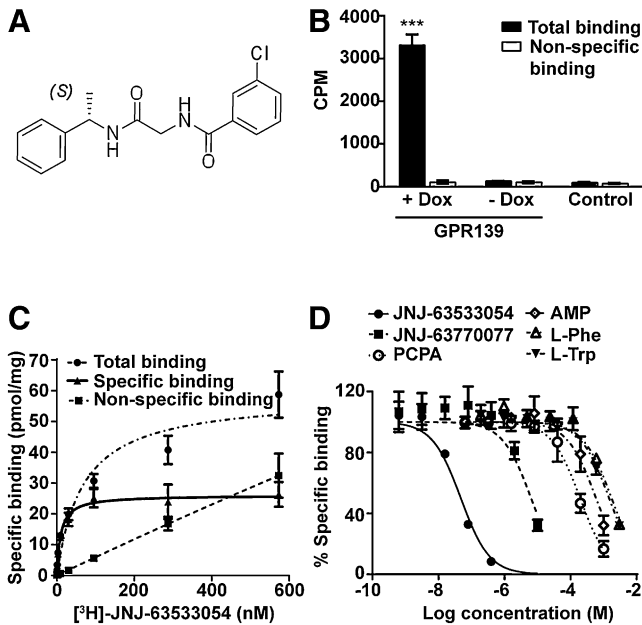 A
(S)
O
N
H
H
N
O
Cl
B
CPM
4000
3000
2000
1000
0
***
Total binding
Non-specific
binding
+ Dox
- Dox
Control
GPR139
C
Specific binding (pmol/mg)
70
60
50
40
30
20
10
0
Total binding
Specific binding
Non-specific binding
0
200
400
600
[³H]-JNJ-63533054 (nM)
D
JNJ-63533054
JNJ-63770077
PCPA
AMP
L-Phe
L-Trp
% Specific binding
120
80
40
0
-10
-8
-6
-4
-2
Log concentration (M)